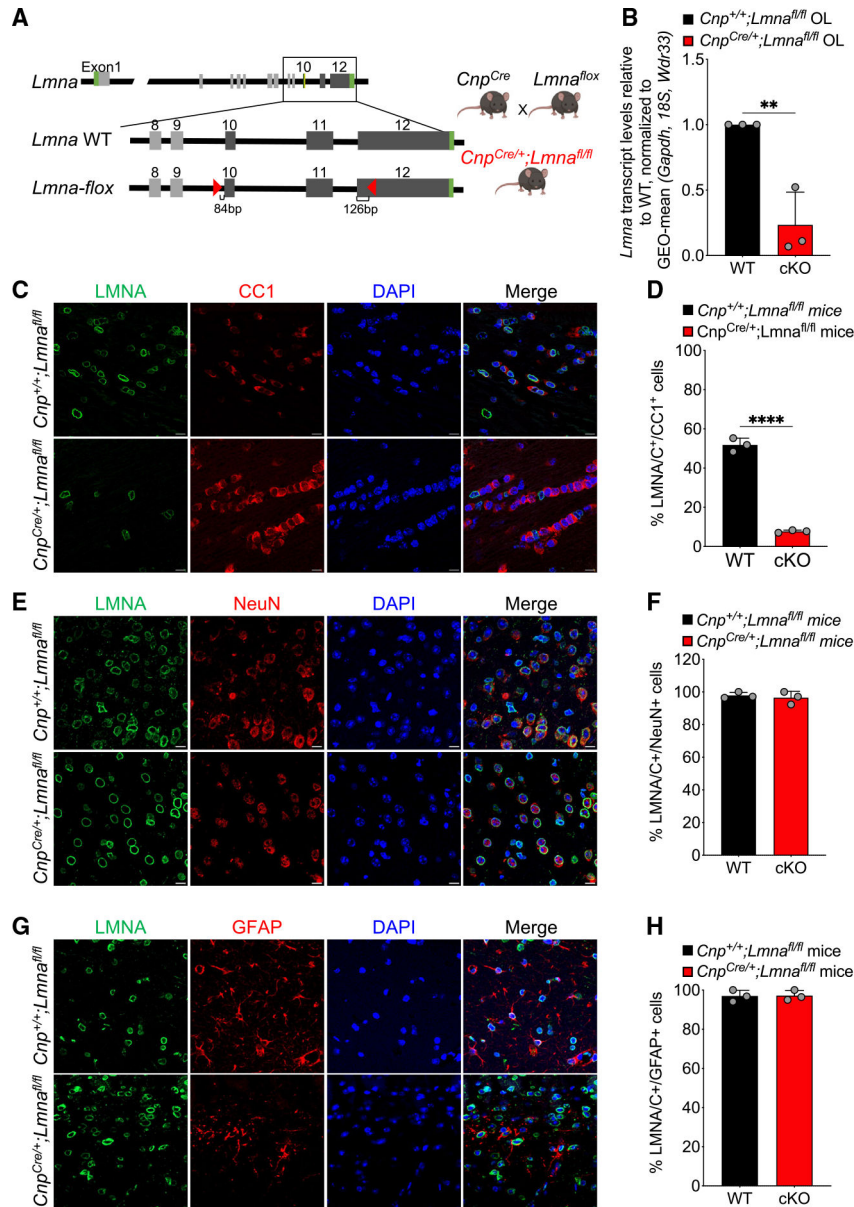 A
Exon1
10
12
Lmna
8
9
10
11
12
Lmna WT
10
11
12
Lmna-flox
8
9
84bp
126bp
Cnp^Cre
Lmna^flox
X
Cnp^Cre/+;Lmna^fl/fl
B
Cnp^+/+;Lmna^fl/fl OL
Cnp^Cre/+;Lmna^fl/fl OL
Lmna transcript levels relative
to WT, normalized to
GEO-mean (Gapdh, 18S, Wdr33)
1.5
1.0
0.5
0.0
**
WT
cKO
C
LMNA
CC1
DAPI
Merge
Cnp^+/+;Lmna^fl/fl
Cnp^Cre/+;Lmna^fl/fl
D
Cnp^+/+;Lmna^fl/fl mice
Cnp^Cre/+;Lmna^fl/fl mice
% LMNA/C^+/CC1^+ cells
100
80
60
40
20
0
****
WT
cKO
E
LMNA
NeuN
DAPI
Merge
Cnp^+/+;Lmna^fl/fl
Cnp^Cre/+;Lmna^fl/fl
F
Cnp^+/+;Lmna^fl/fl mice
Cnp^Cre/+;Lmna^fl/fl mice
% LMNA/C+/NeuN+ cells
120
100
80
60
40
20
0
WT
cKO
G
LMNA
GFAP
DAPI
Merge
Cnp^+/+;Lmna^fl/fl
Cnp^Cre/+;Lmna^fl/fl
H
Cnp^+/+;Lmna^fl/fl mice
Cnp^Cre/+;Lmna^fl/fl mice
% LMNA/C+/GFAP+ cells
100
80
60
40
20
0
WT
cKO